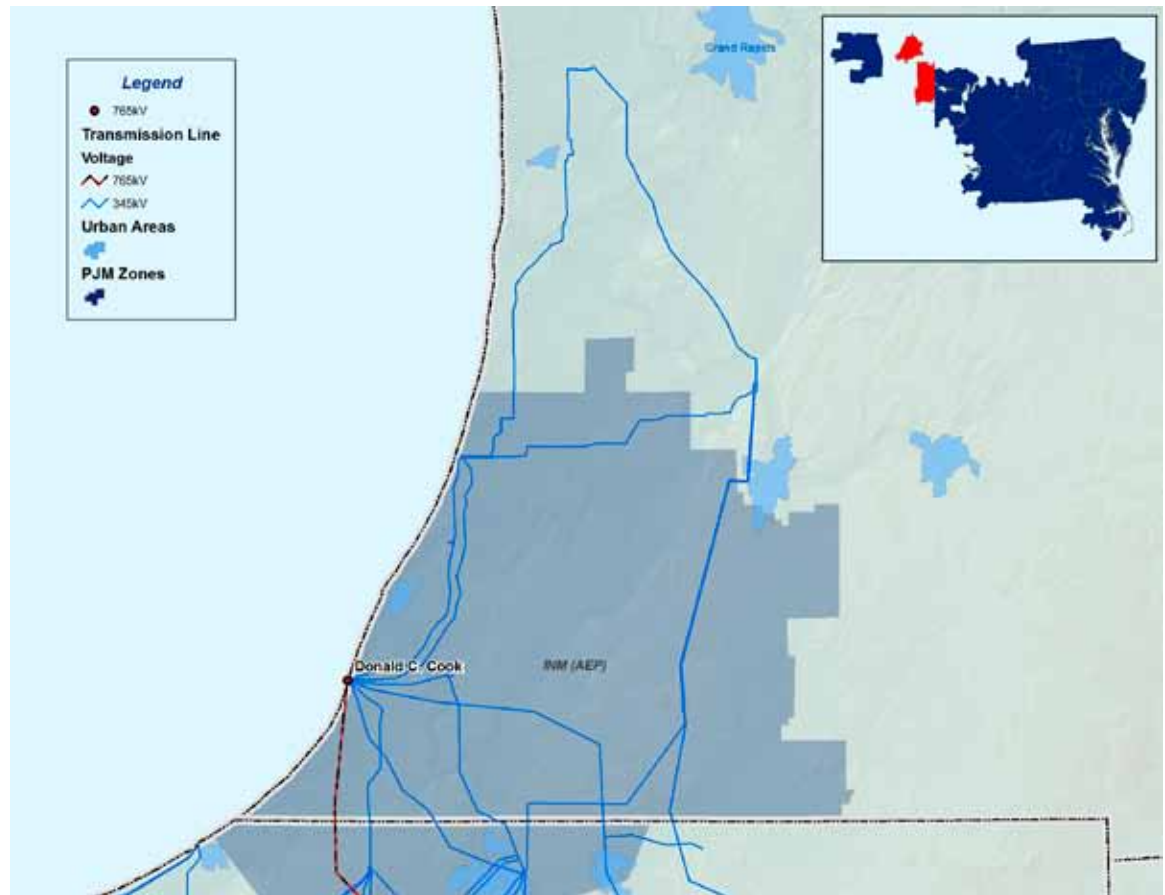 Grand Rapids
Legend
765kV
Transmission Line
Voltage
765kV
345kV
Urban Areas
PJM Zones
Donald C. Cook
INM (AEP)